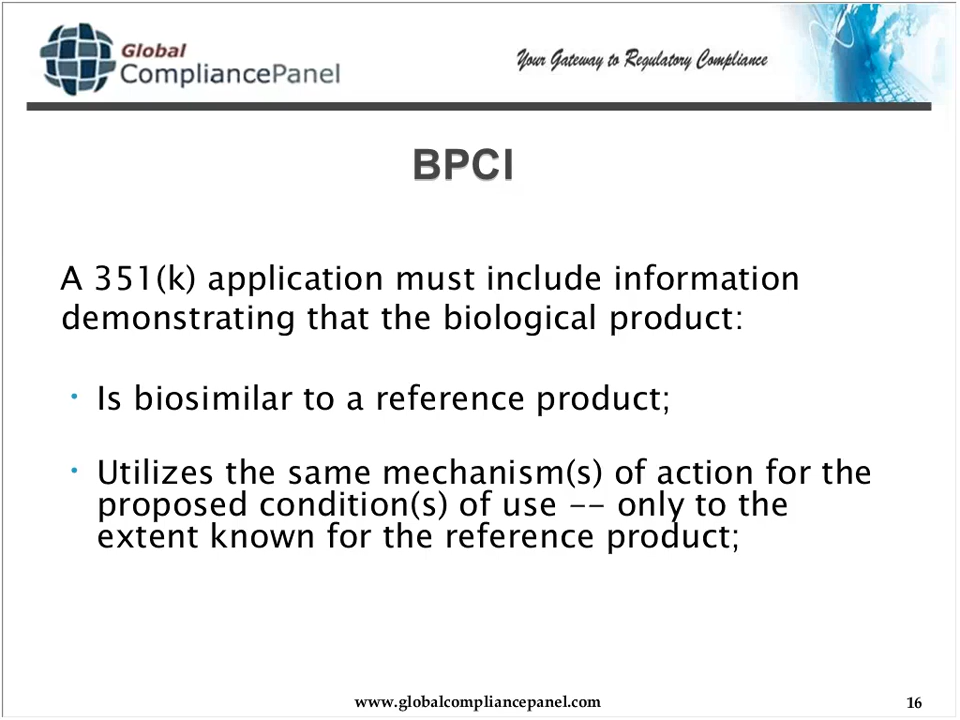 Global
CompliancePanel
Your Gateway to Regulatory Compliance
BPCI
A 351(k) application must include information
demonstrating that the biological product:
• Is biosimilar to a reference product;
• Utilizes the same mechanism(s) of action for the
proposed condition(s) of use -- only to the
extent known for the reference product;
www.globalcompliancepanel.com
16